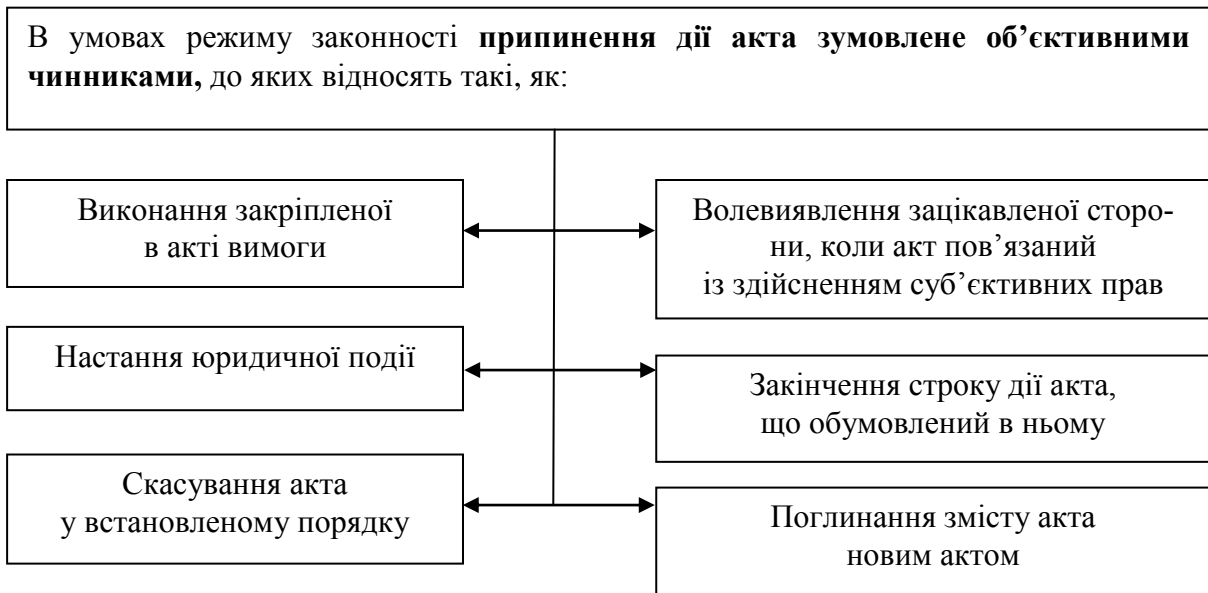 В умовах режиму законності припинення дії акта зумовлене об’єктивними
чинниками, до яких відносять такі, як:
Виконання закріпленої
в акті вимоги
Волевиявлення зацікавленої сторо-
ни, коли акт пов’язаний
із здійсненням суб’єктивних прав
Настання юридичної події
Закінчення строку дії акта,
що обумовлений в ньому
Скасування акта
у встановленому порядку
Поглинання змісту акта
новим актом